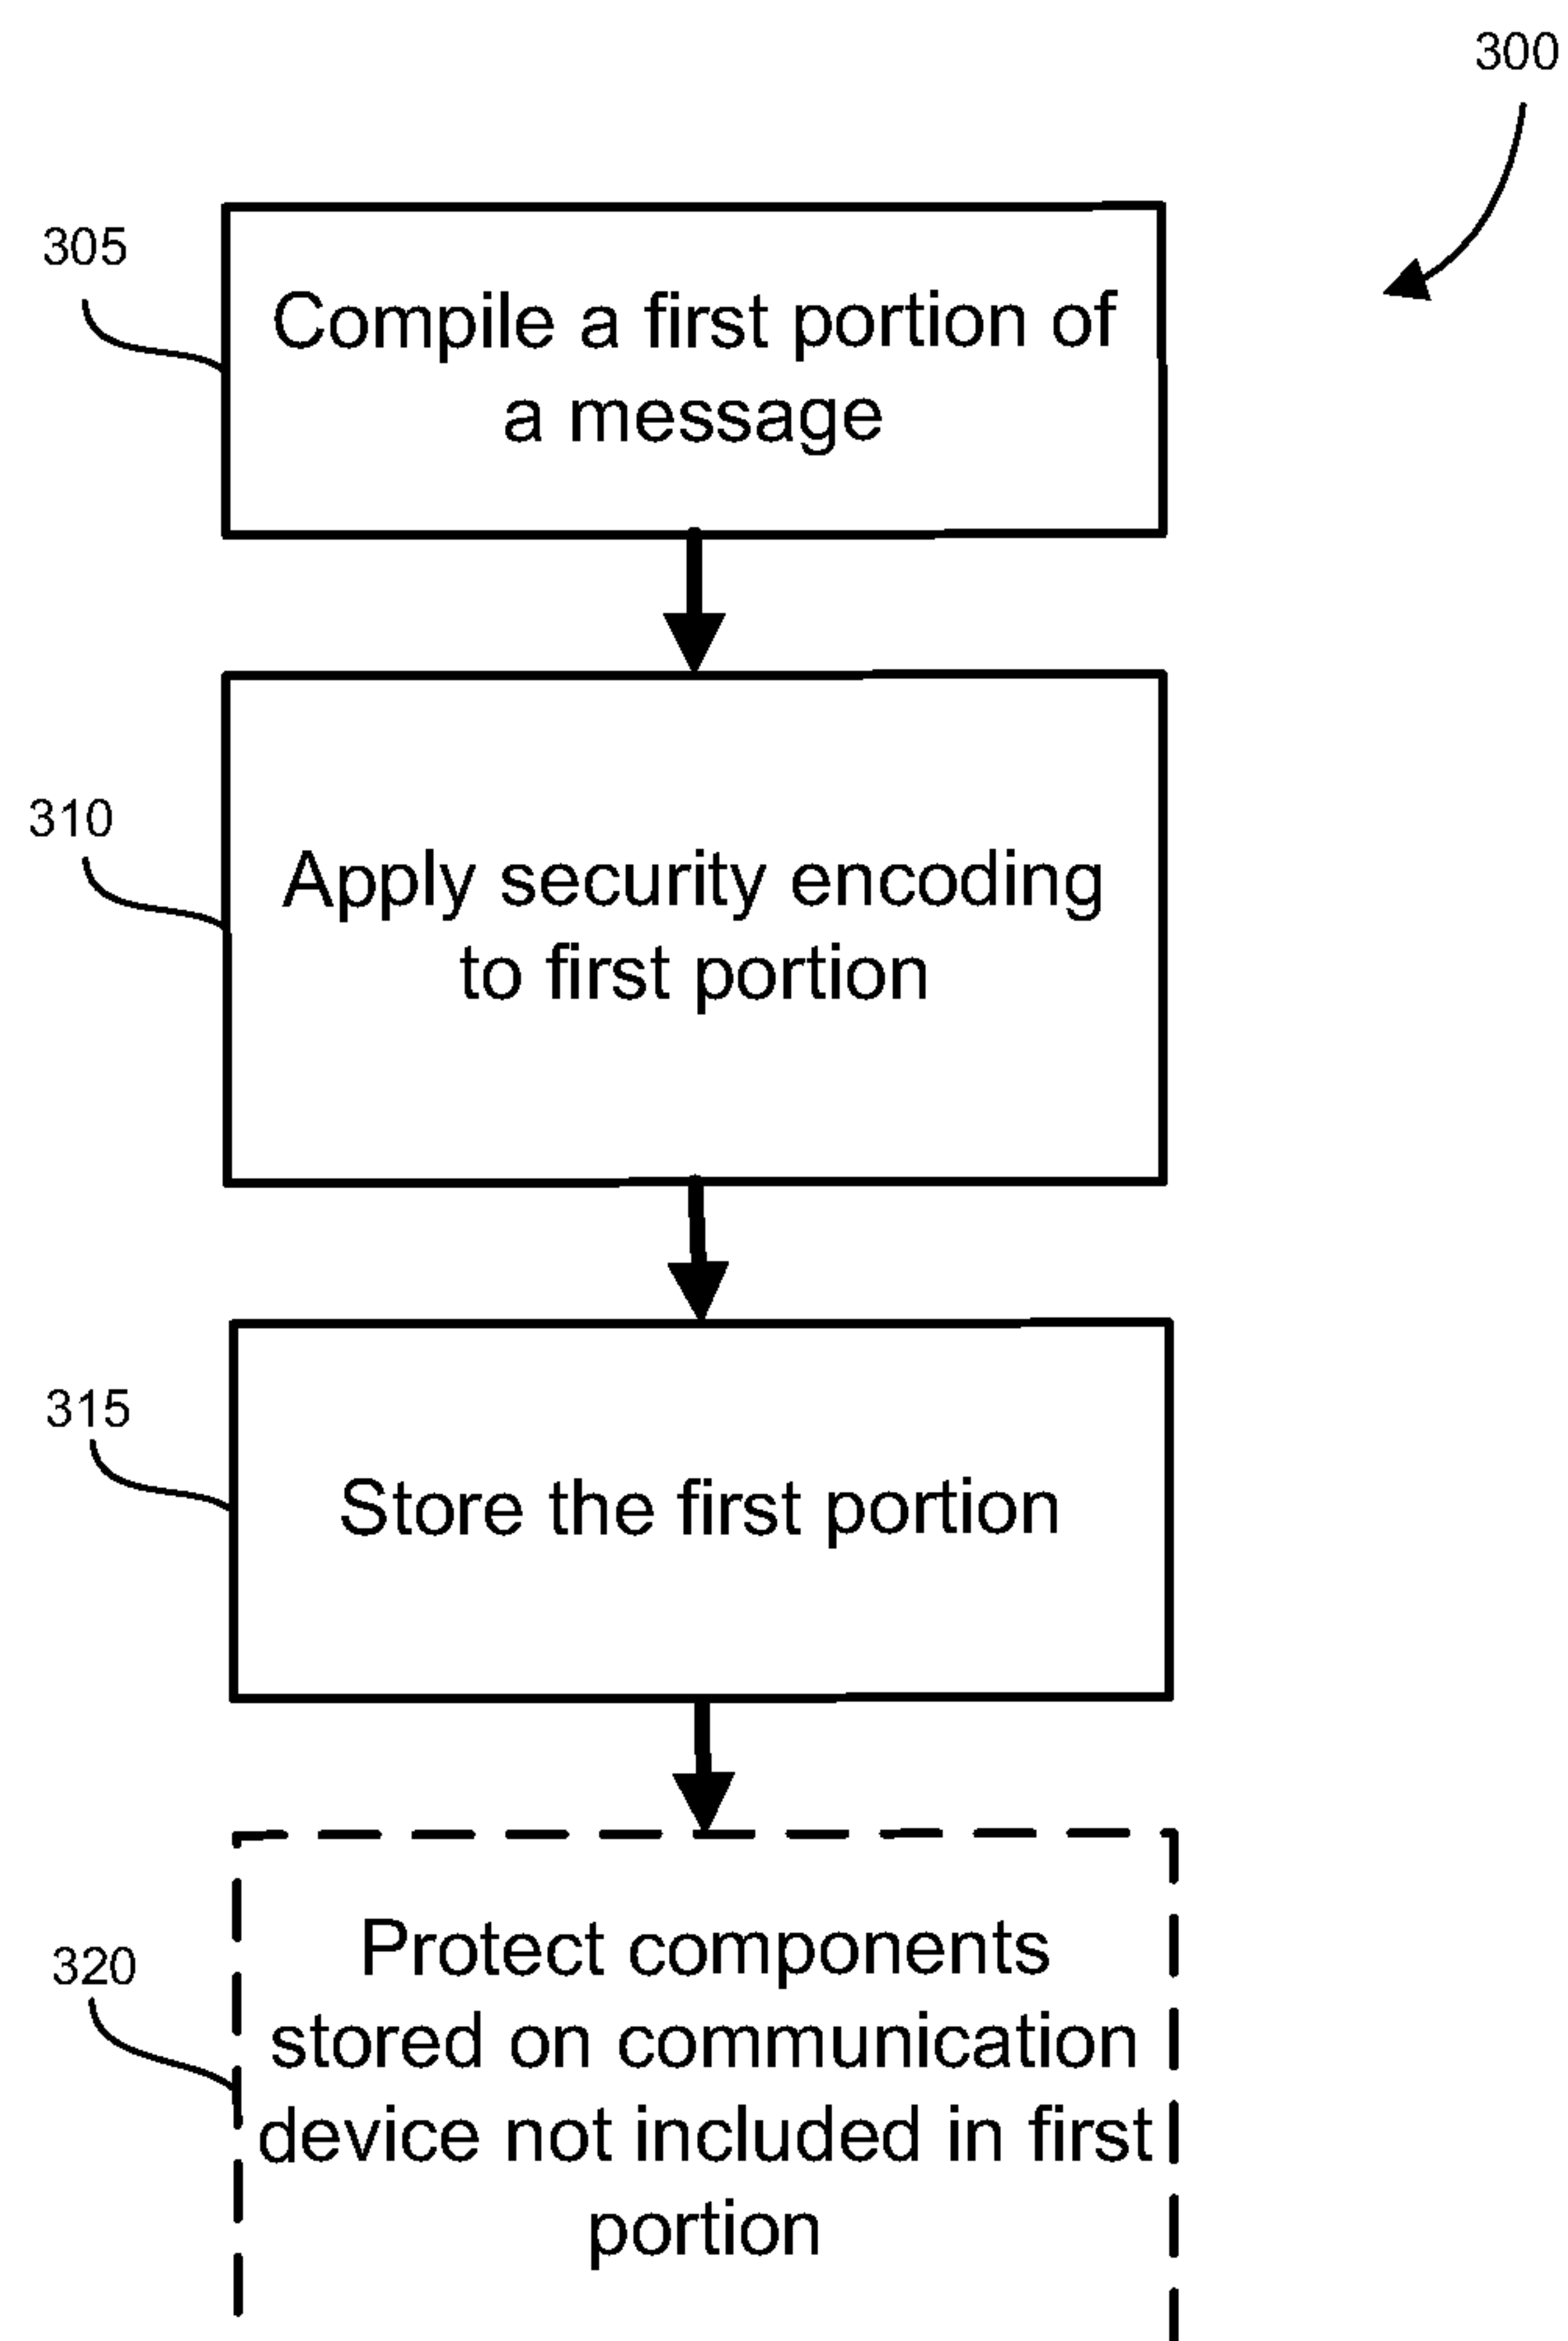 300
305
Compile a first portion of
a message
310
Apply security encoding
to first portion
315
Store the first portion
320
Protect components
stored on communication
device not included in first
portion